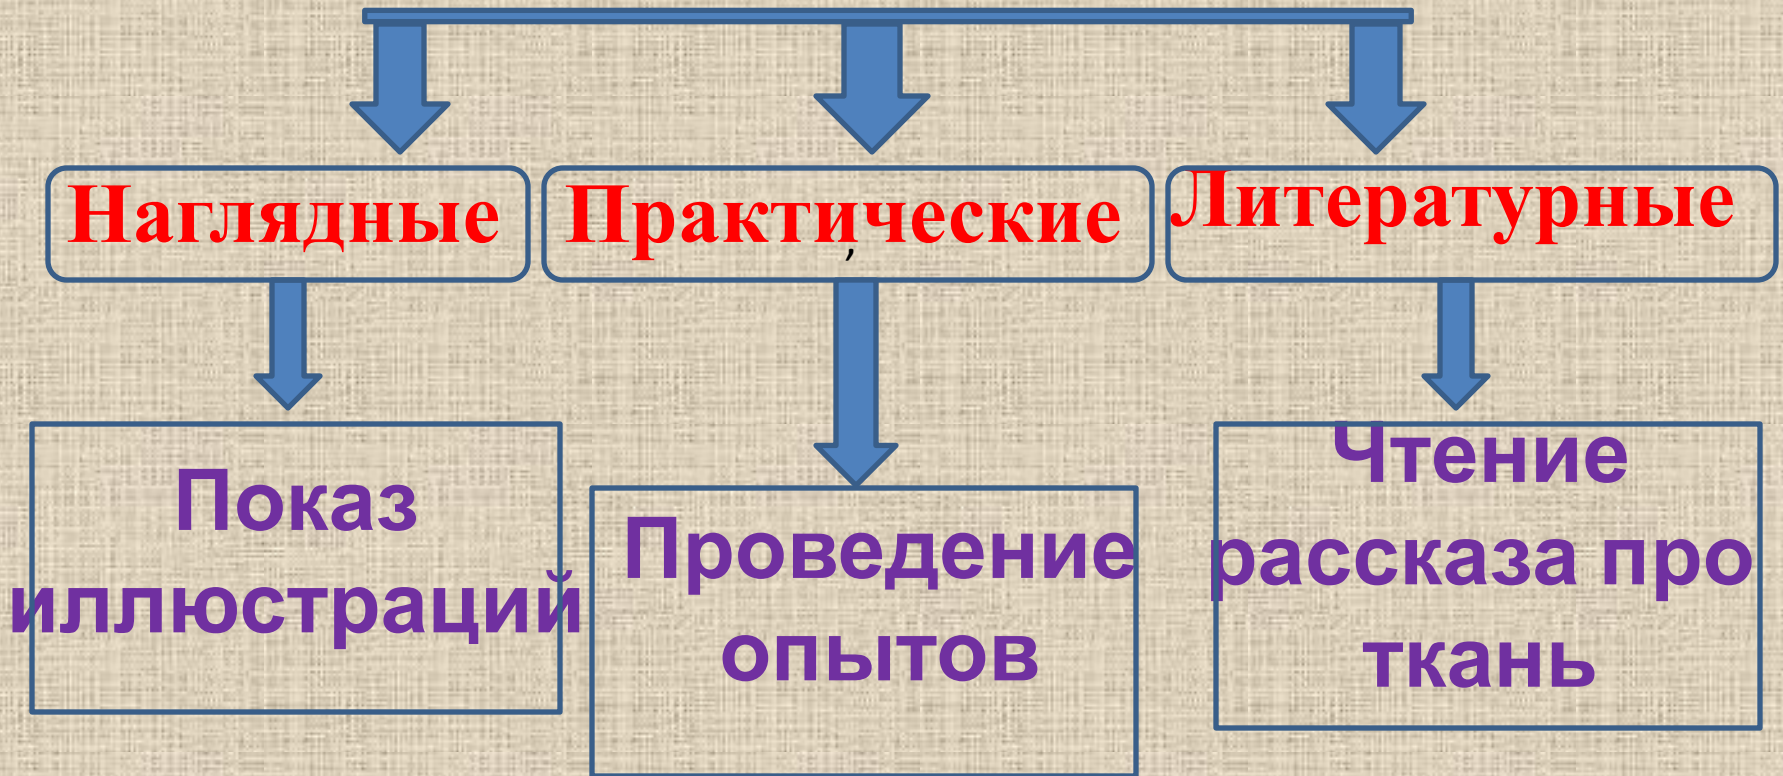 Наглядные
Практические
,
Литературные
Показ
иллюстраций
Проведение
опытов
Чтение
рассказа про
ткань